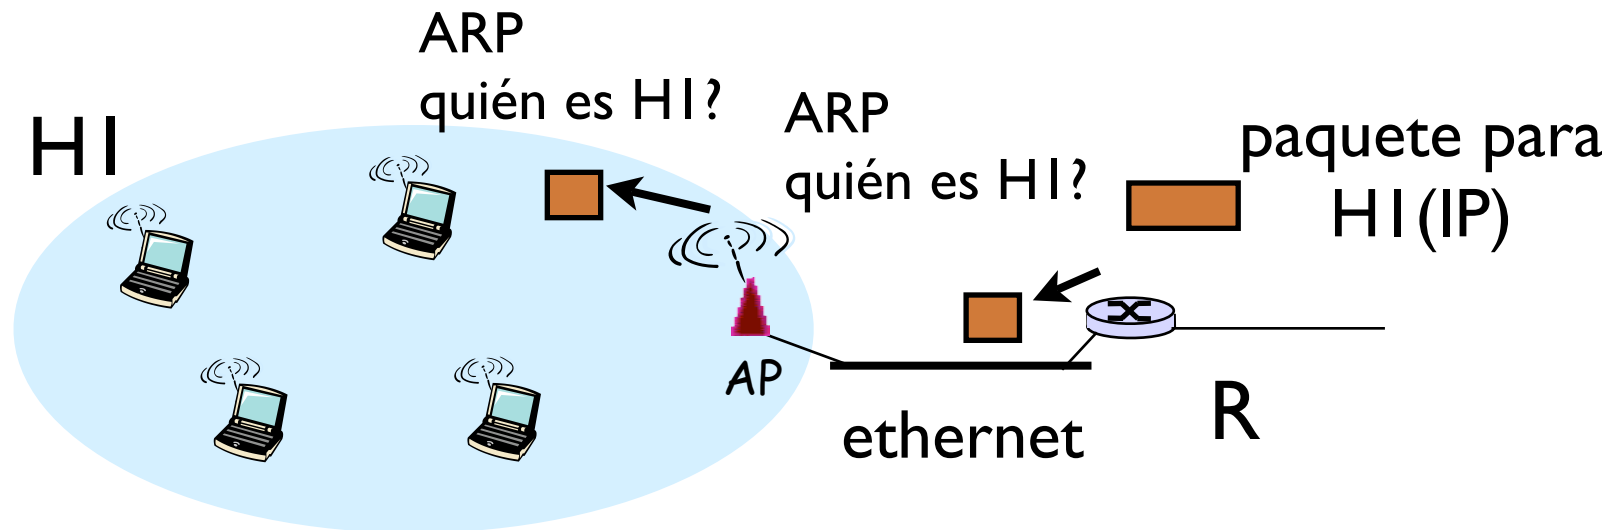 ARP
quién es H1?
H1
ARP
quién es H1?
paquete para
H1(IP)
AP
ethernet
R